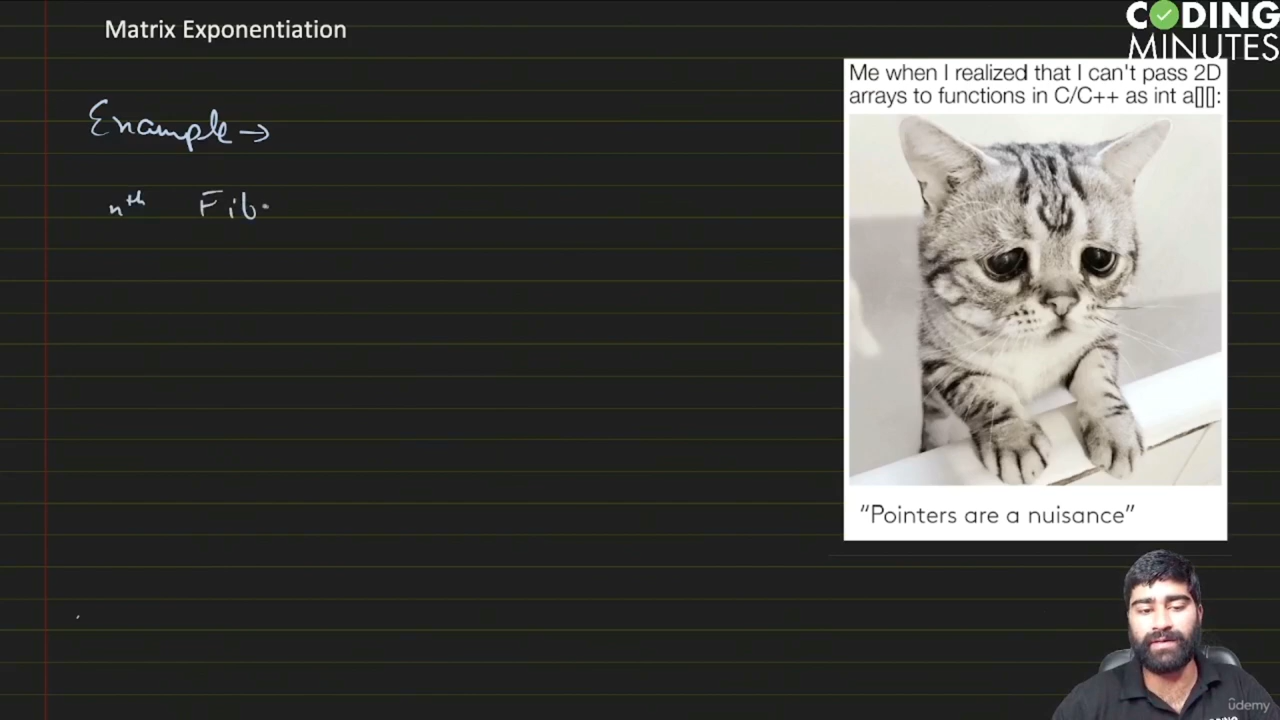 Matrix Exponentiation
CODING
MINUTES
Me when I realized that I can't pass 2D
arrays to functions in C/C++ as int a[][]:
Example →
nth Fib.
"Pointers are a nuisance"
ûdemy